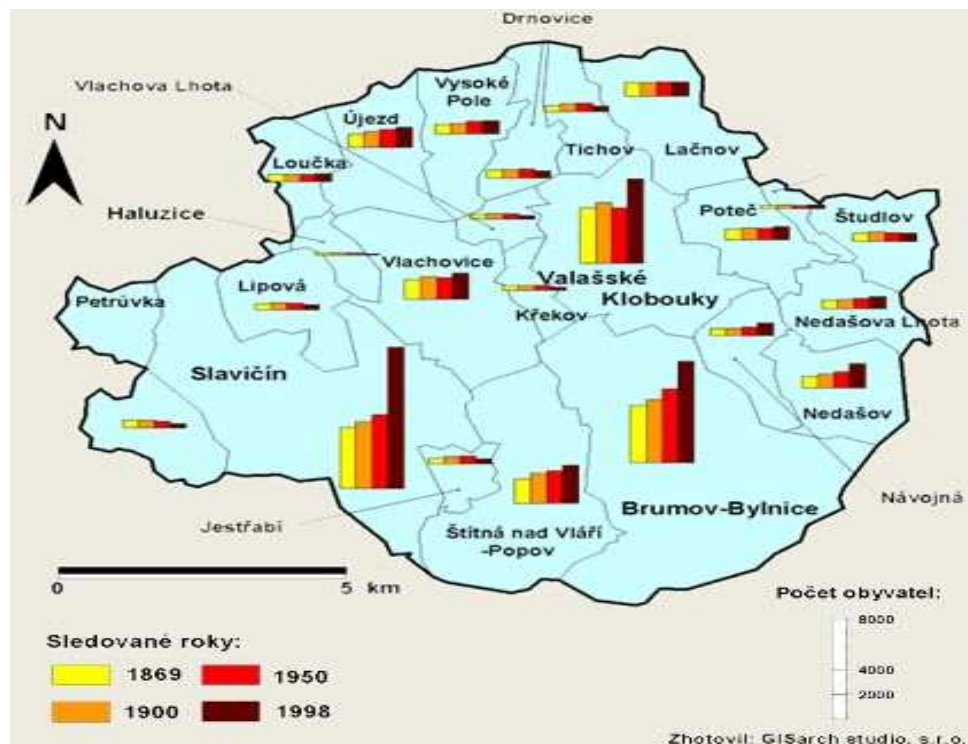 Drnovice
Vlachova Lhota
Vysoké
Pole
N
Újezd
Tichov
Lačnov
Loučka
Haluzice
Poteč
Študlov
Vlachovice
Valašské
Klobouky
Lipová
Petrůvka
Křekov
Nedašova Lhota
Slavičín
Nedašov
Návojná
Brumov-Bylnice
Jestřabí
Štítná nad Vláří
-Popov
0 5 km
Počet obyvatel:
8000
4000
2000
Sledované roky:
1869 1950
1900 1998
Zhotovil: GISarch studio, s.r.o.